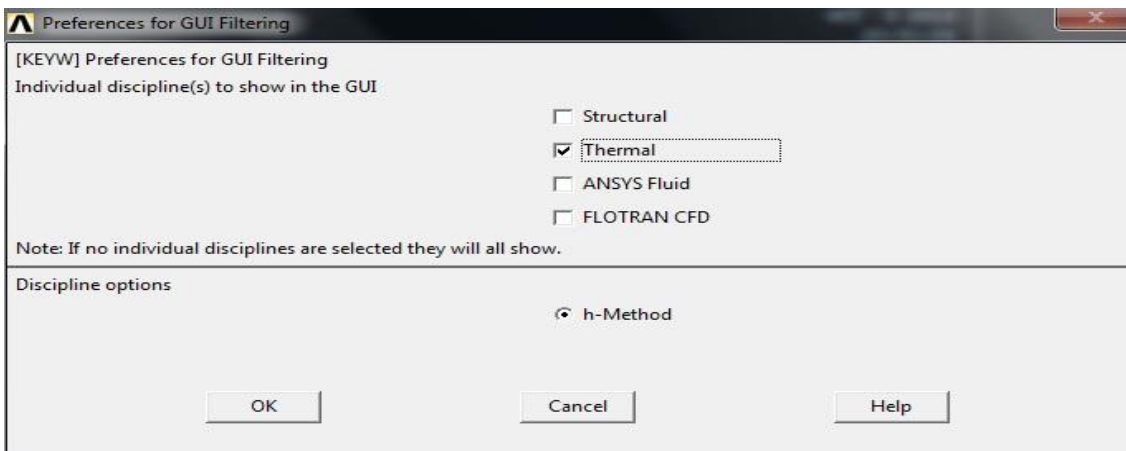 Preferences for GUI Filtering
[KEYW] Preferences for GUI Filtering
Individual discipline(s) to show in the GUI
Structural
Thermal
ANSYS Fluid
FLOTRAN CFD
Note: If no individual disciplines are selected they will all show.
Discipline options
h-Method
OK Cancel Help